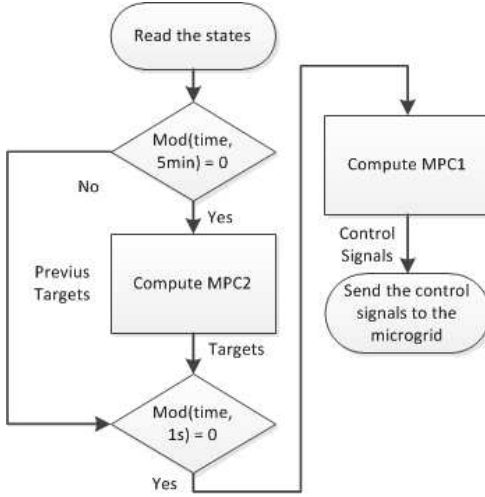 Read the states
Mod(time,
5min) = 0
No
Yes
Previus
Targets
Compute MPC2
Targets
Mod(time,
1s) = 0
Yes
Compute MPC1
Control
Signals
Send the control
signals to the
microgrid